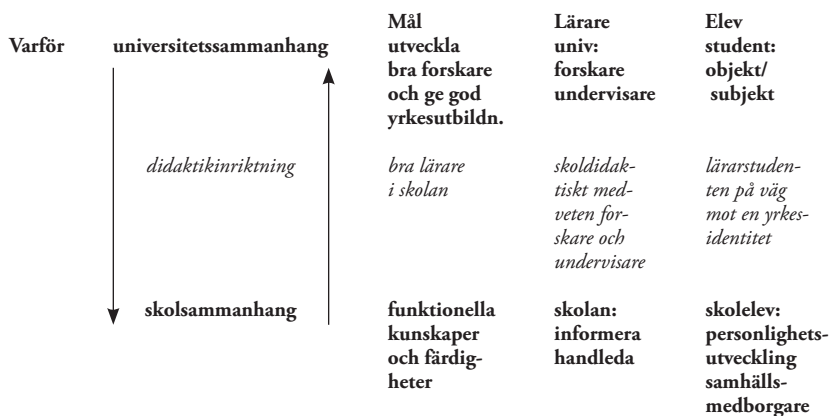 Mål Lärare Elev
Varför universitetssammanhang utveckla univ: student:
bra forskare forskare objekt/
och ge god undervisare subjekt
yrkesutbildn.
didaktikinriktning bra lärare skoldidak- lärarstuden-
i skolan tiskt med- ten på väg
veten for- mot en yrkes-
skare och identitet
undervisare
skolsammanhang funktionella skolan: skolelev:
kunskaper informera personlighets-
och färdig- handleda utveckling
heter samhälls-
medborgare